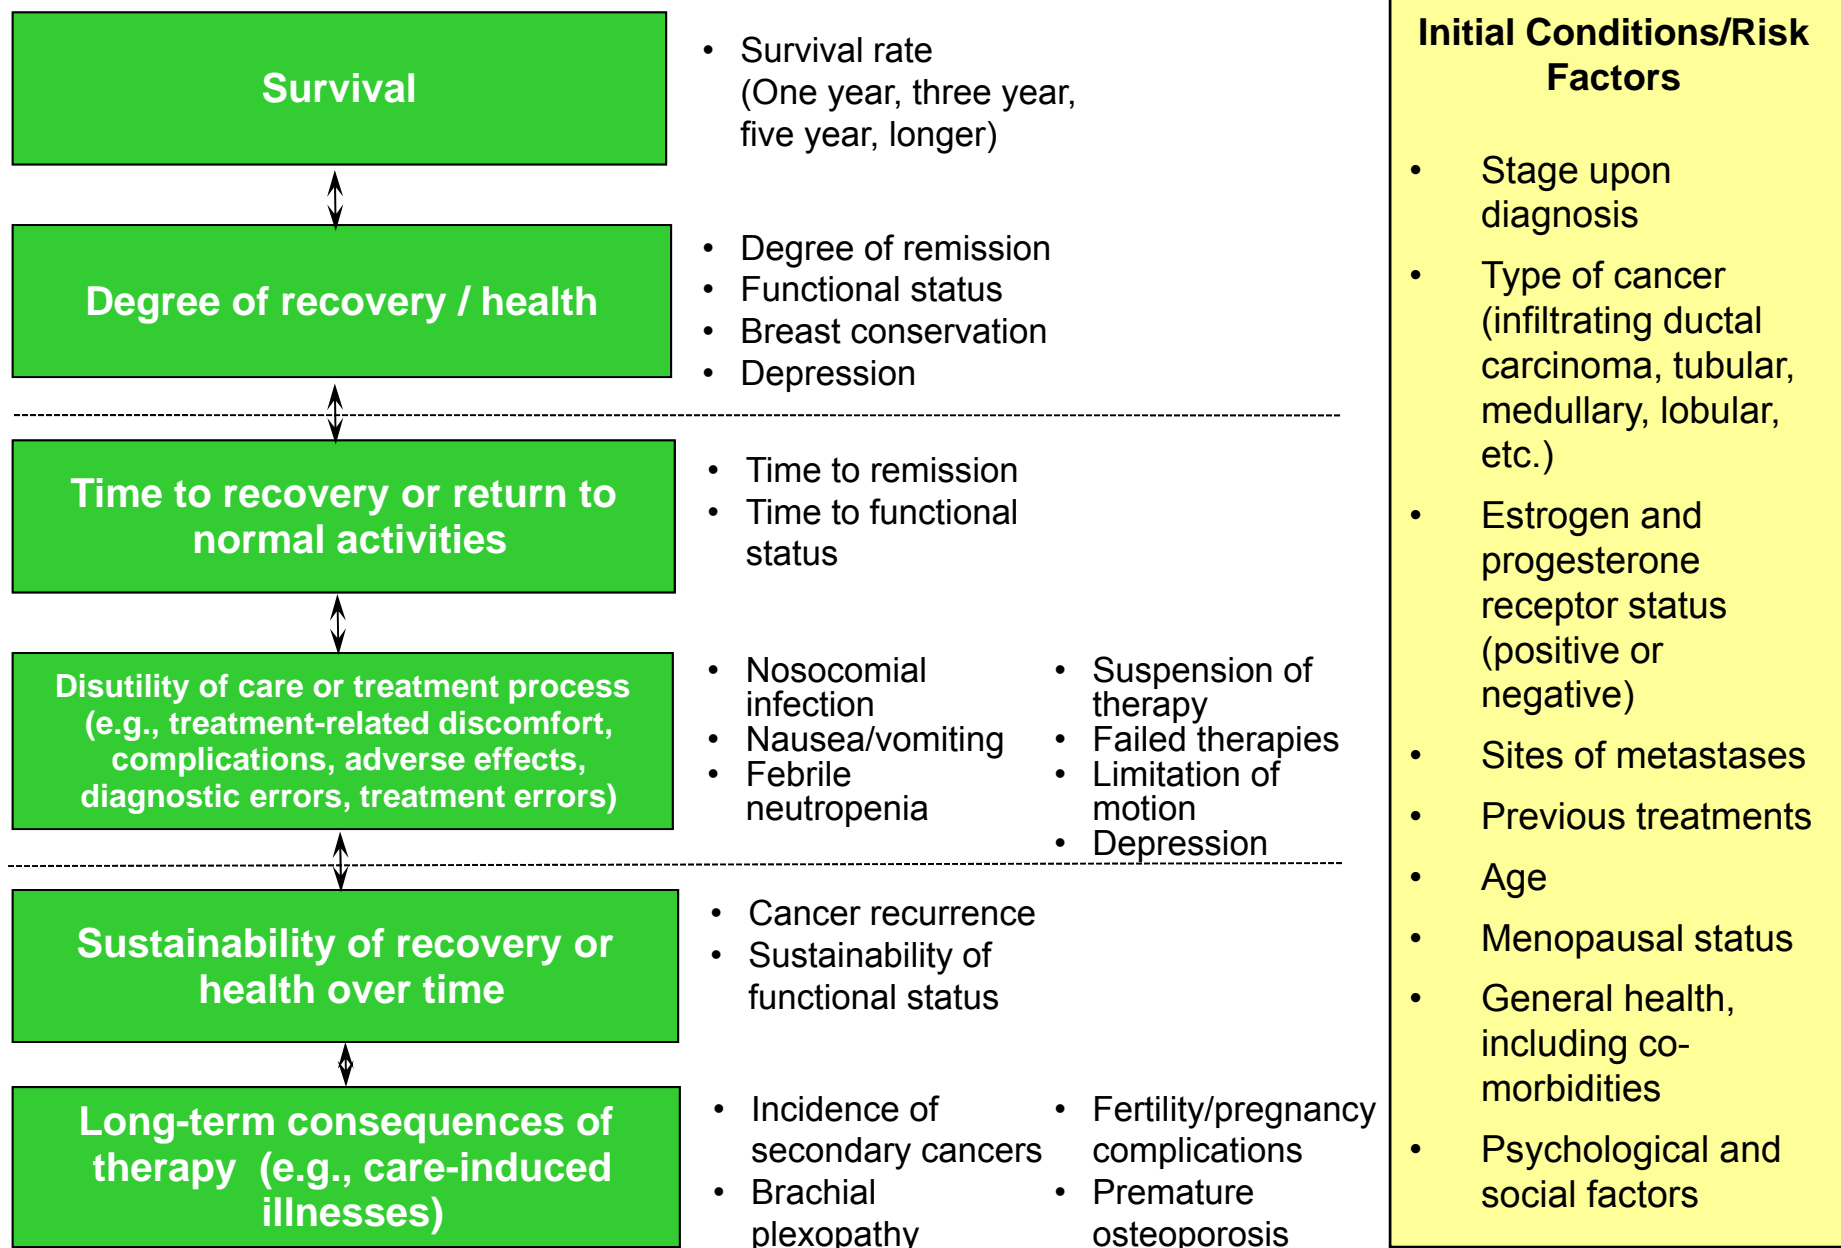 Survival
• Survival rate
(One year, three year,
five year, longer)
Degree of recovery / health
• Degree of remission
• Functional status
• Breast conservation
• Depression
Time to recovery or return to
normal activities
• Time to remission
• Time to functional
status
Disutility of care or treatment process
(e.g., treatment-related discomfort,
complications, adverse effects,
diagnostic errors, treatment errors)
• Nosocomial
infection
• Nausea/vomiting
• Febrile
neutropenia
• Suspension of
therapy
• Failed therapies
• Limitation of
motion
• Depression
Sustainability of recovery or
health over time
• Cancer recurrence
• Sustainability of
functional status
Long-term consequences of
therapy (e.g., care-induced
illnesses)
• Incidence of
secondary cancers
• Brachial
plexopathy
• Fertility/pregnancy
complications
• Premature
osteoporosis
Initial Conditions/Risk
Factors
• Stage upon
diagnosis
• Type of cancer
(infiltrating ductal
carcinoma, tubular,
medullary, lobular,
etc.)
• Estrogen and
progesterone
receptor status
(positive or
negative)
• Sites of metastases
• Previous treatments
• Age
• Menopausal status
• General health,
including co-
morbidities
• Psychological and
social factors